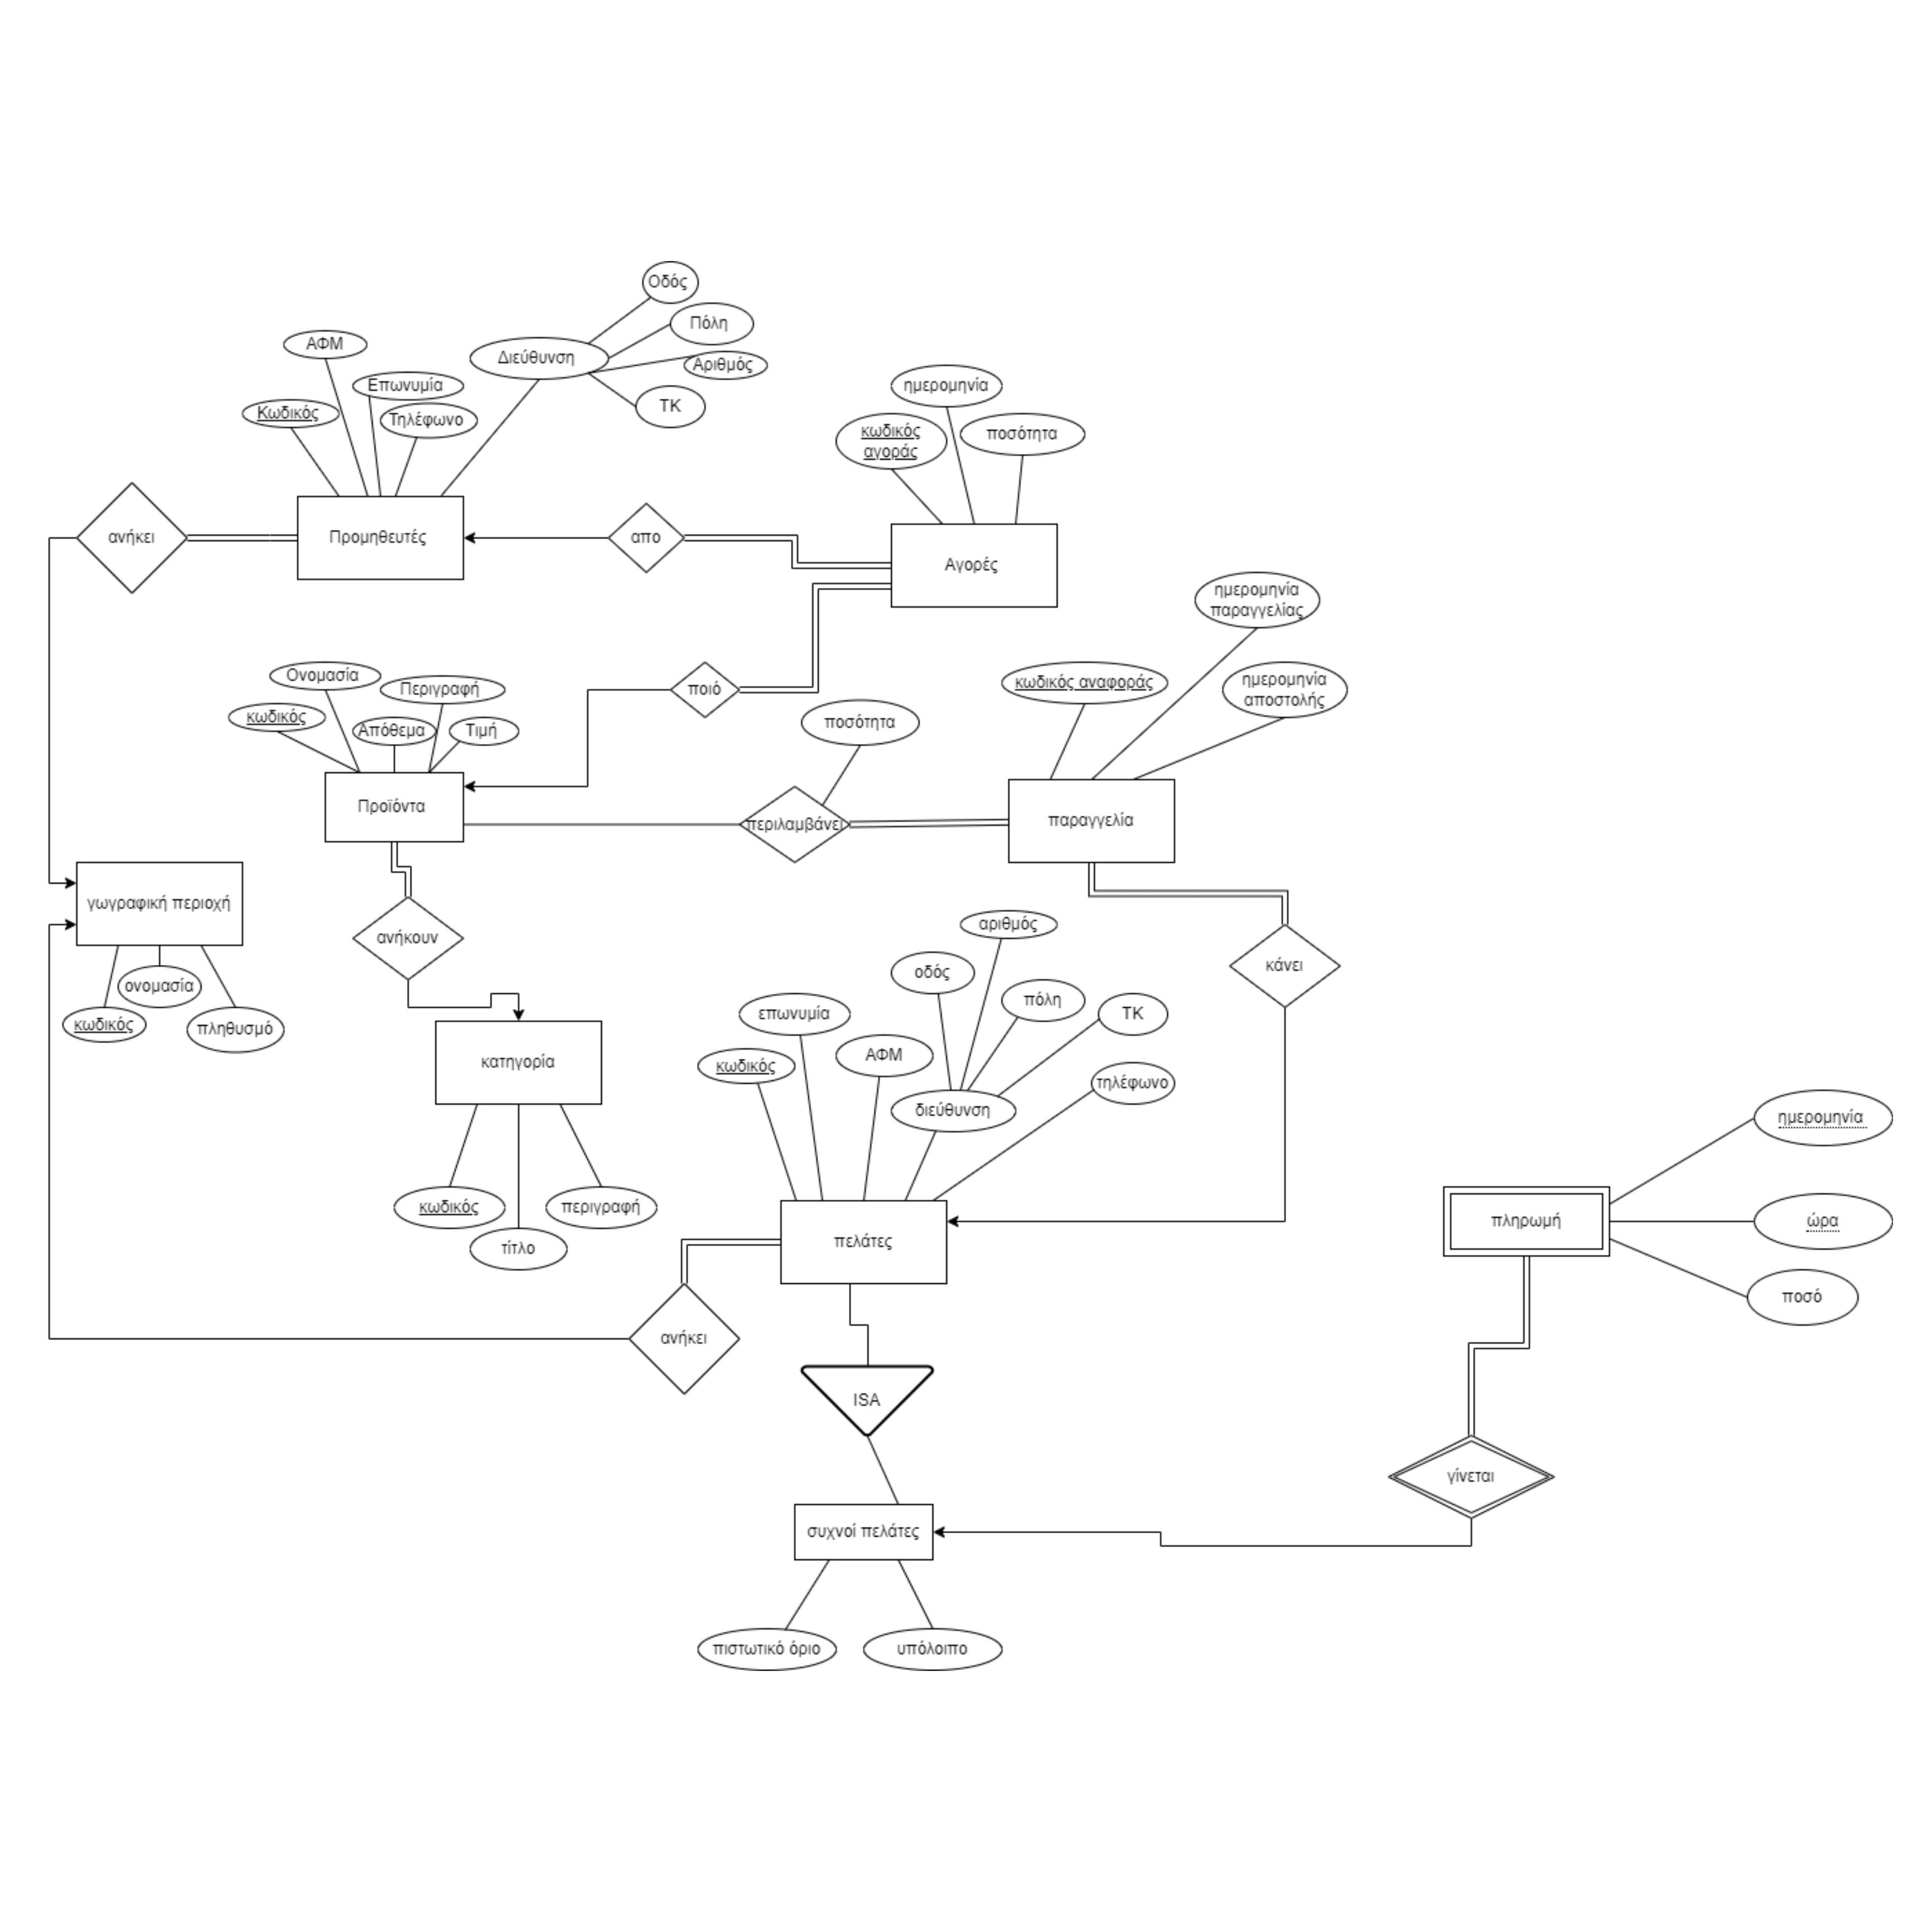 Οδός
Πόλη
ΑΦΜ
Διεύθυνση
Αριθμός
Επωνυμία
ημερομηνία
Κωδικός
Τηλέφωνο
ΤΚ
κωδικός
αγοράς
ποσότητα
ανήκει
Προμηθευτές
απο
Αγορές
ημερομηνία
παραγγελίας
Ονομασία
Περιγραφή
ποιό
κωδικός αναφοράς
ημερομηνία
αποστολής
κωδικός
Απόθεμα
Τιμή
ποσότητα
Προϊόντα
περιλαμβάνει
παραγγελία
γωγραφική περιοχή
ανήκουν
αριθμός
κάνει
οδός
ονομασία
πόλη
κωδικός
πληθυσμό
επωνυμία
ΤΚ
κατηγορία
κωδικός
ΑΦΜ
τηλέφωνο
διεύθυνση
ημερομηνία
κωδικός
περιγραφή
πληρωμή
ώρα
τίτλο
πελάτες
ποσό
ανήκει
ISA
γίνεται
συχνοί πελάτες
πιστωτικό όριο
υπόλοιπο